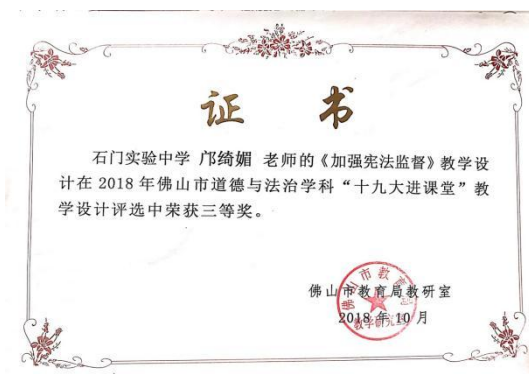 证 书
石门实验中学 邝绮媚 老师的《加强宪法监督》教学设
计在 2018 年佛山市道德与法治学科“十九大进课堂”教
学设计评选中荣获三等奖。
佛山市教育局教研室
2018 年 10 月